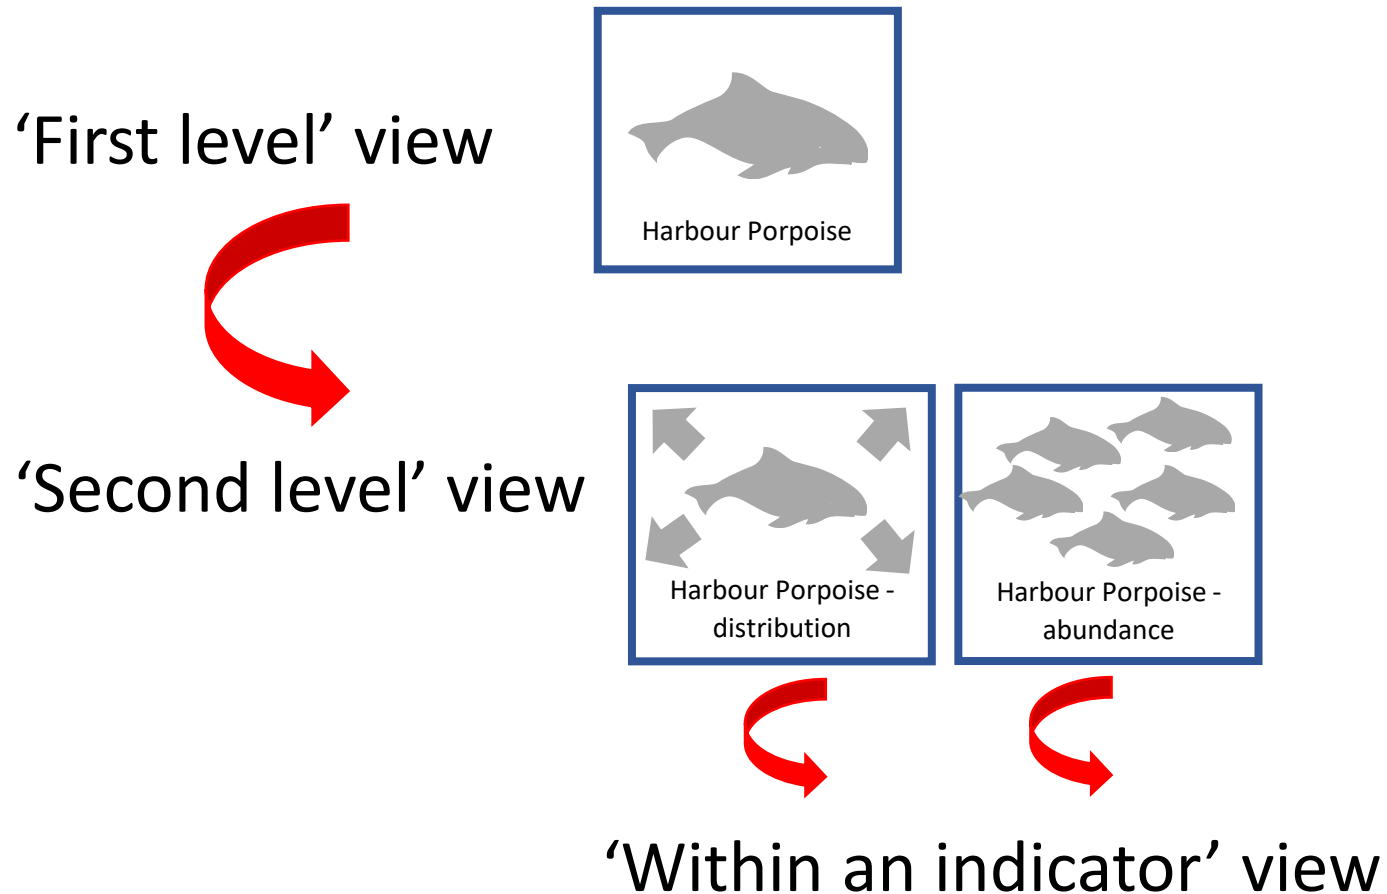 ‘First level’ view
Harbour Porpoise
‘Second level’ view
Harbour Porpoise -
distribution
Harbour Porpoise -
abundance
‘Within an indicator’ view